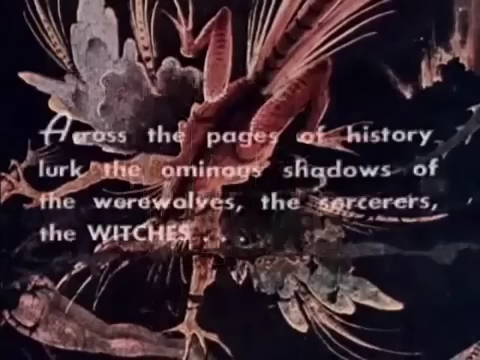 Across the pages of history
lurk the ominous shadows of
the werewolves, the sorcerers,
the WITCHES . . .